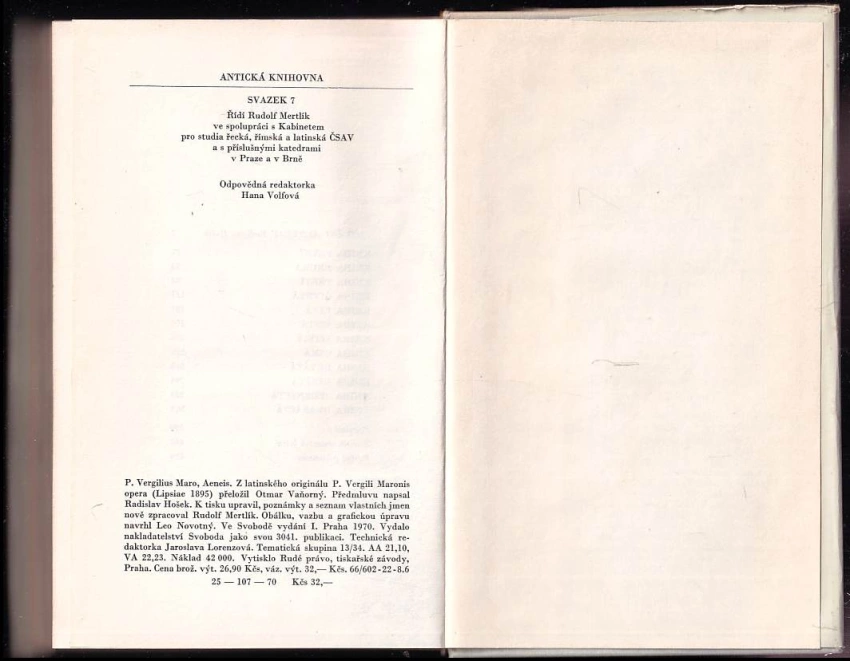 ANTICKÁ KNIHOVNA
SVAZEK 7
Řídí Rudolf Mertlík
ve spolupráci s Kabinetem
pro studia řecká, římská a latinská ČSAV
a s příslušnými katedrami
v Praze a v Brně
Odpovědná redaktorka
Hana Volfová
P. Vergilius Maro, Aeneis. Z latinského originálu P. Vergili Maronis
opera (Lipsiae 1895) přeložil Otmar Vaňorný. Předmluvu napsal
Radislav Hošek. K tisku upravil, poznámky a seznam vlastních jmen
nově zpracoval Rudolf Mertlík. Obálku, vazbu a grafickou úpravu
navrhl Leo Novotný. Ve Svobodě vydání I. Praha 1970. Vydalo
nakladatelství Svoboda jako svou 3041. publikaci. Technická re-
daktorka Jaroslava Lorenzová. Tematická skupina 13/34. AA 21,10,
VA 22,23. Náklad 42 000. Vytisklo Rudé právo, tiskařské závody,
Praha. Cena brož. výt. 26,90 Kčs, váz. výt. 32,— Kčs. 66/602-22-8.6
25 — 107 — 70 Kčs 32,—